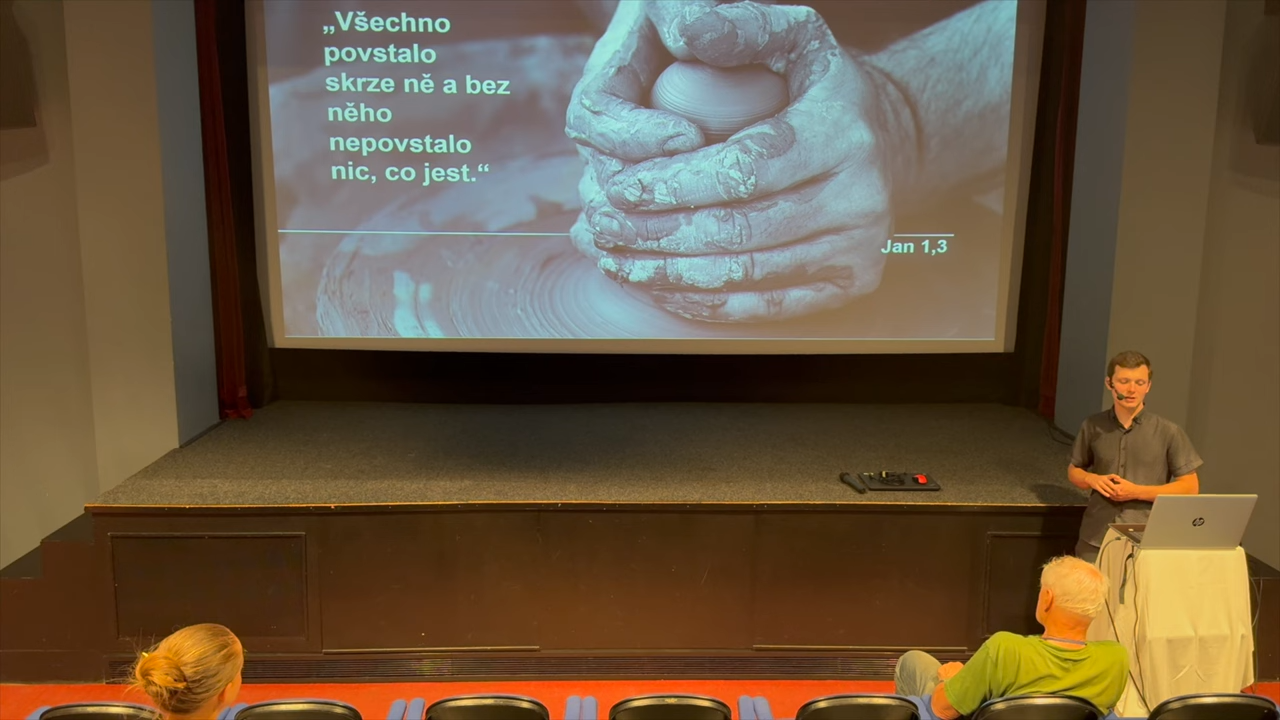 „Všechno
povstalo
skrze ně a bez
něho
nepovstalo
nic, co jest.“
Jan 1,3
hp